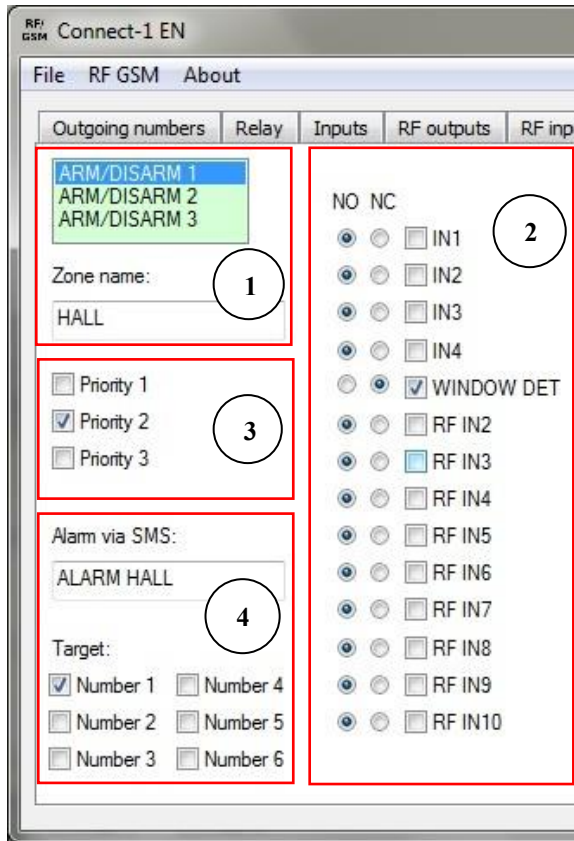 RF/
GSM Connect-1 EN
File RF GSM About
Outgoing numbers Relay Inputs RF outputs RF inp
ARM/DISARM 1
ARM/DISARM 2
ARM/DISARM 3
Zone name:
HALL
1
Priority 1
Priority 2
Priority 3
3
Alarm via SMS:
ALARM HALL
4
Target:
Number 1 Number 4
Number 2 Number 5
Number 3 Number 6
NO NC
2
IN1
IN2
IN3
IN4
WINDOW DET
RF IN2
RF IN3
RF IN4
RF IN5
RF IN6
RF IN7
RF IN8
RF IN9
RF IN10